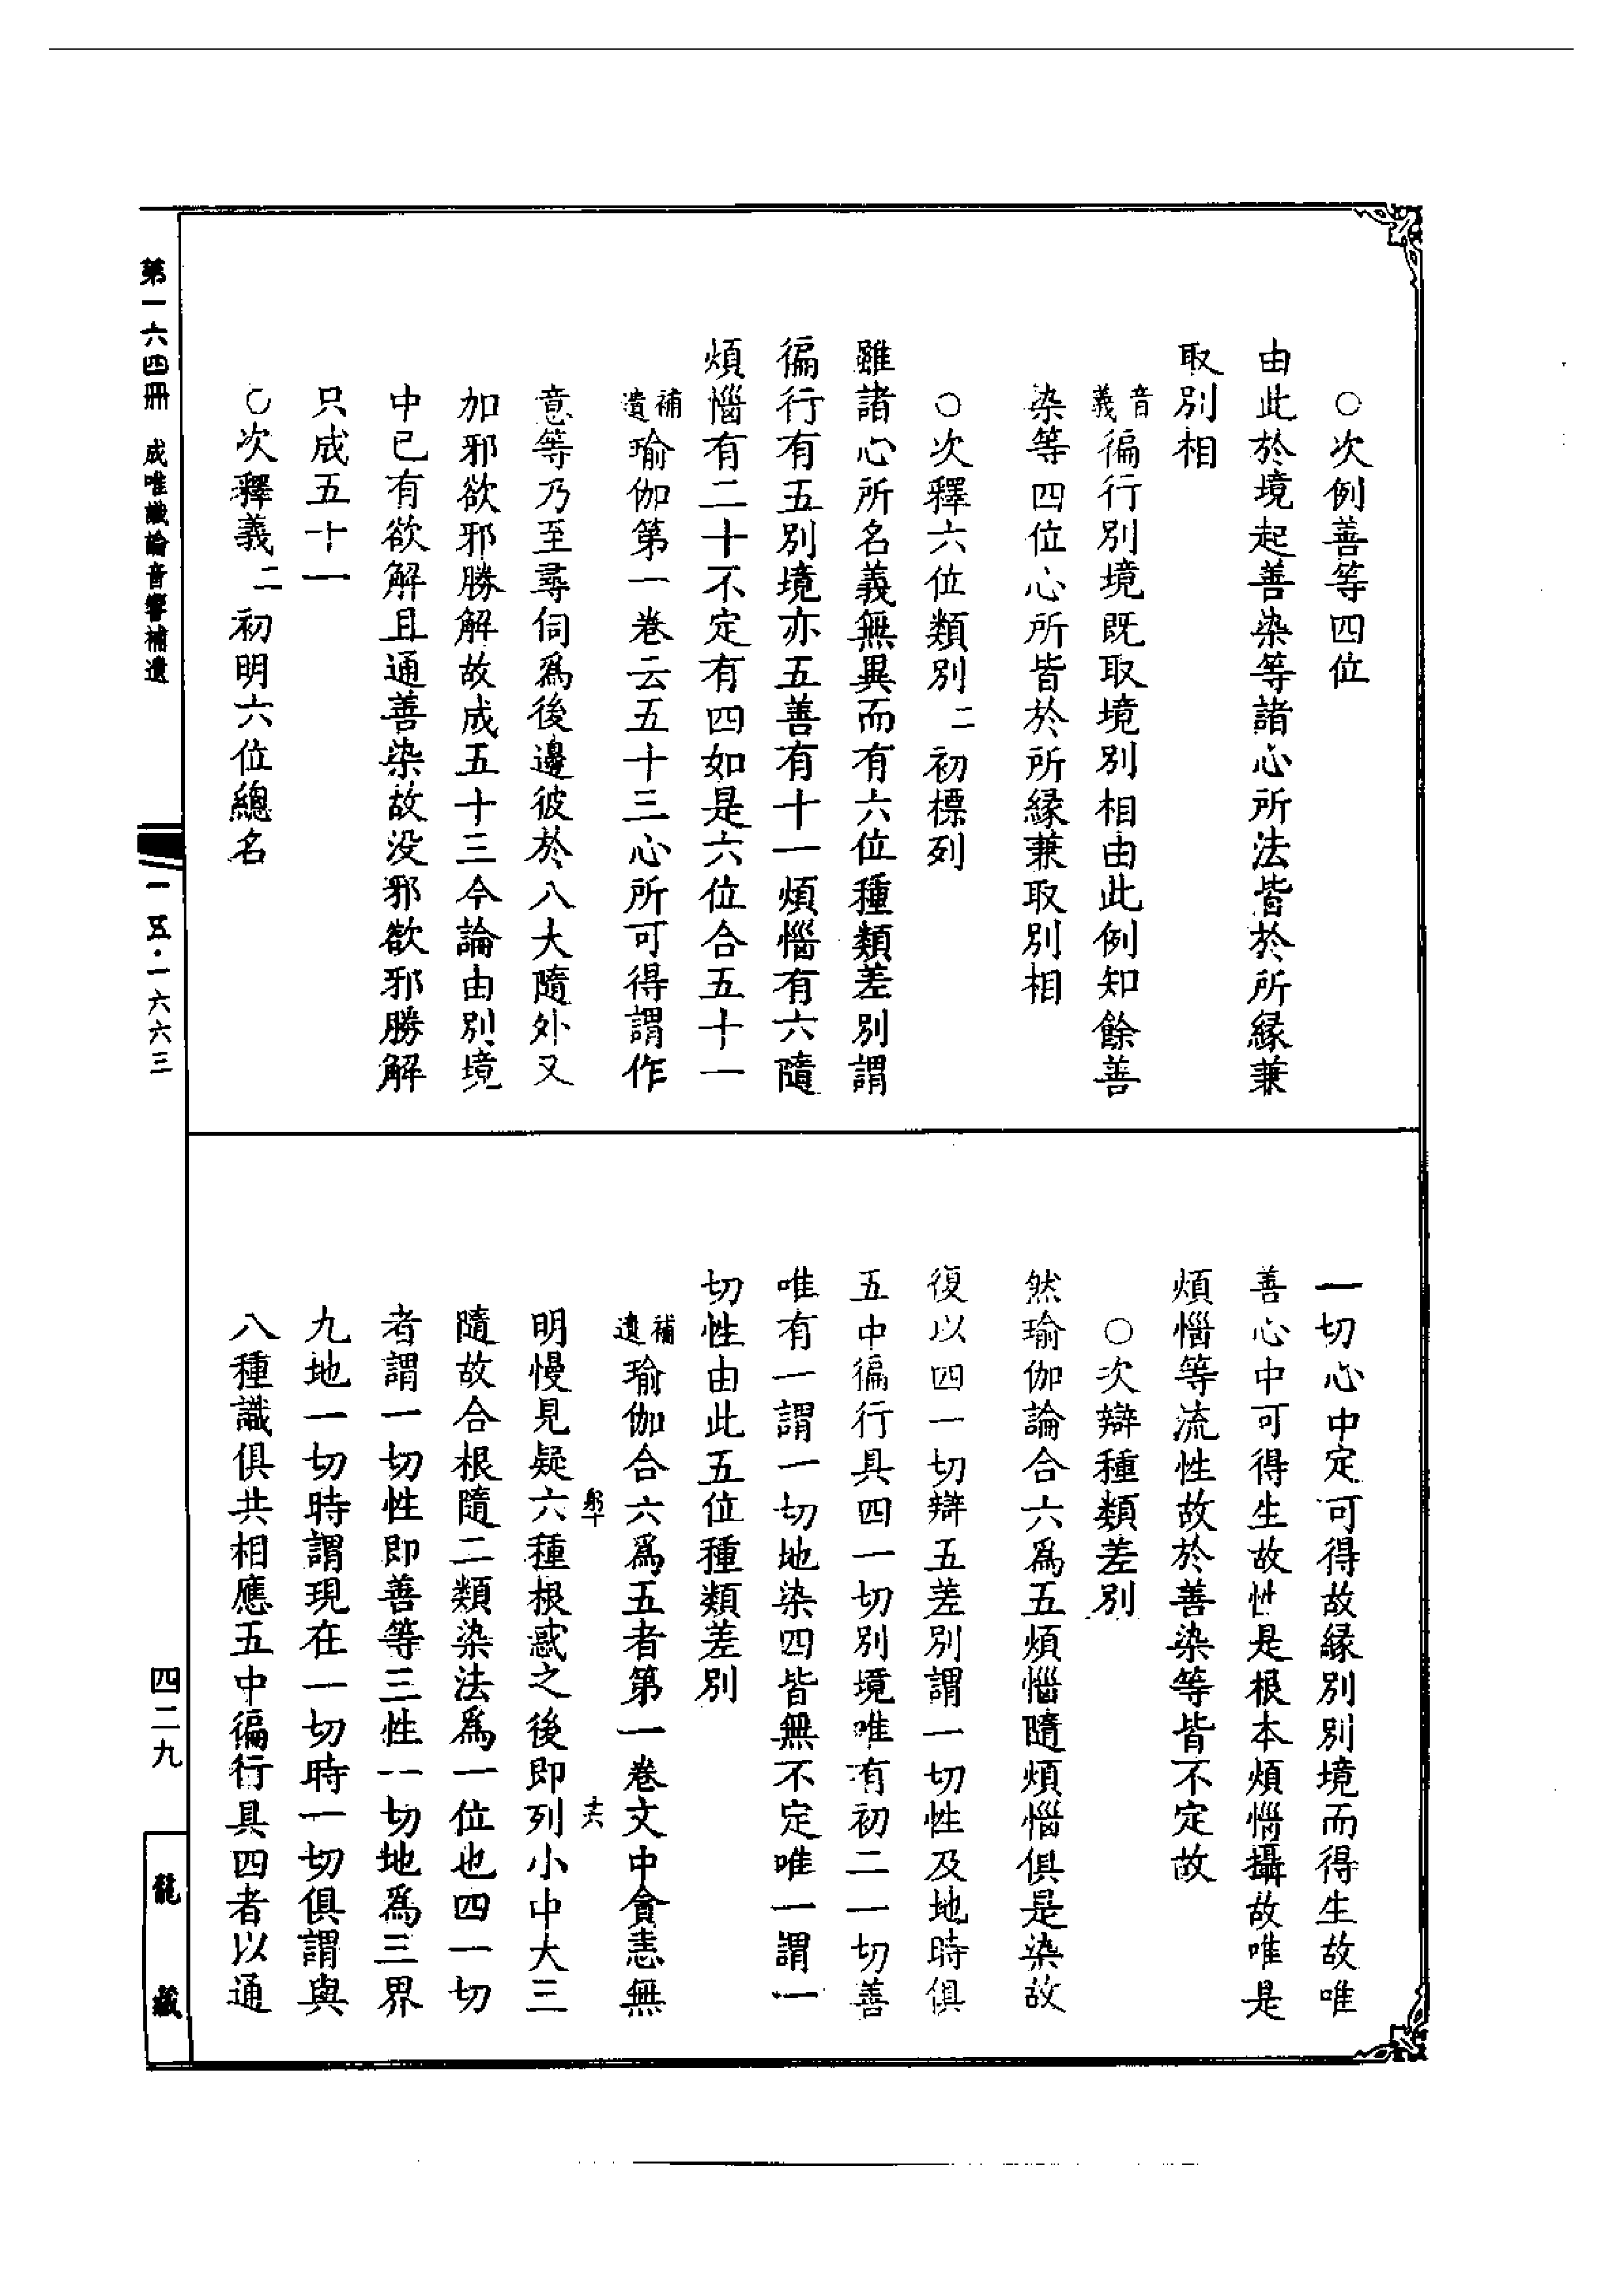 ○次例善等四位
由此於境起善染等諸心所法皆於所緣兼
取別相
音義徧行別境既取境別相由此例知餘善
染等四位心所皆於所緣兼取別相
○次釋六位類別二初標列
雖諸心所名義無異而有六位種類差別謂
徧行有五別境亦五善有十一煩惱有六隨
煩惱有二十不定有四如是六位合五十一
補遺瑜伽第一卷云五十三心所可得謂作
意等乃至尋伺爲後邊彼於八大隨外又
加邪欲邪勝解故成五十三今論由別境
中已有欲解且通善染故没邪欲邪勝解
只成五十一
○次釋義二初明六位總名
一切心中定可得故緣別別境而得生故唯
善心中可得生故性是根本煩惱攝故唯是
煩惱等流性故於善染等皆不定故
○次辯種類差別
然瑜伽論合六爲五煩惱隨煩惱俱是染故
復以四一切辯五差別謂一切性及地時俱
五中徧行具四一切別境唯有初二一切善
唯有一謂一切地染四皆無不定唯一謂一
切性由此五位種類差別
補遺瑜伽合六爲五者第一卷文中貪恚無
明慢見疑六種根惑之後即列小中大三
隨故合根隨二類染法爲一位也四一切
者謂一切性即善等三性一切地爲三界
九地一切時謂現在一切時一切俱謂與
八種識俱共相應五中徧行具四者以通
第一六四冊 成唯識論音響補遺
一五·一六六三
四二九
龍藏